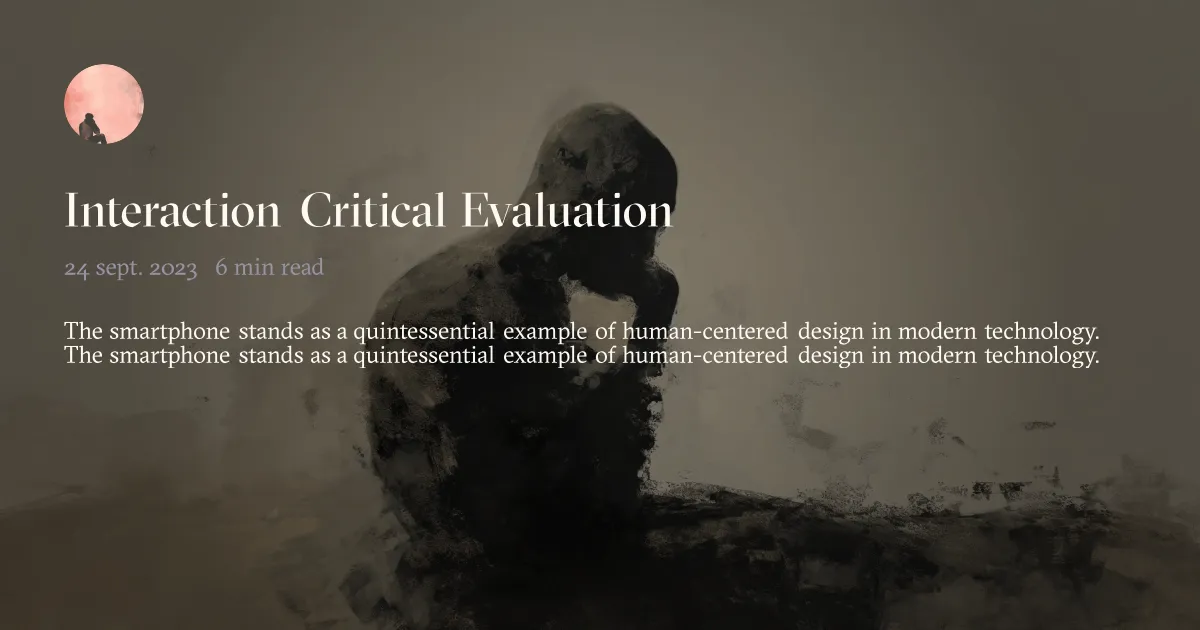 Interaction Critical Evaluation
24 sept. 2023 6 min read
The smartphone stands as a quintessential example of human-centered design in modern technology.
The smartphone stands as a quintessential example of human-centered design in modern technology.